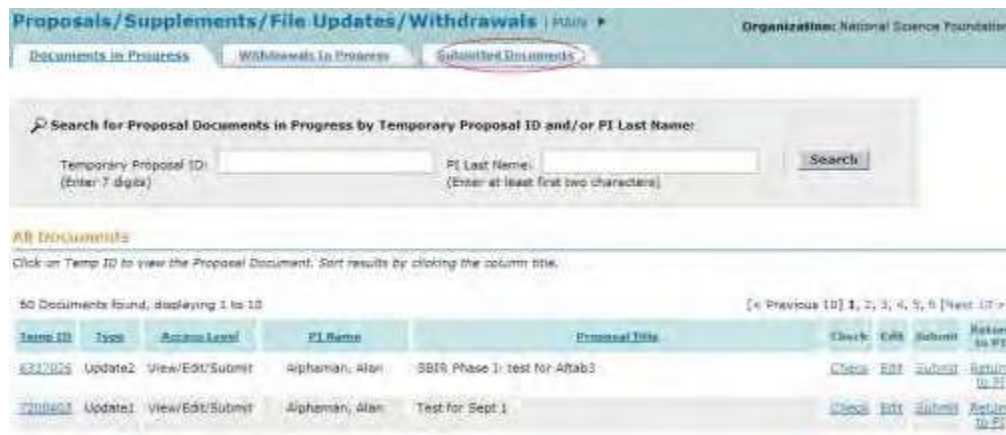 Proposals/Supplements/File Updates/Withdrawals | MAIN
Organization: National Science Foundation
Documents in Progress
Withdrawals In Progress
Submitted Documents
Search for Proposal Documents in Progress by Temporary Proposal ID and/or PI Last Name:
Temporary Proposal ID:
(Enter 7 digits)
PI Last Name:
(Enter at least first two characters)
Search
All Documents
Click on Temp ID to view the Proposal Document. Sort results by clicking the column title.
60 Documents found, displaying 1 to 10
[< Previous 10] 1, 2, 3, 4, 5, 6 [Next 10 >
Temp ID Type Access Level PI Name Proposal Title Check Edit Submit Return to PI
Update2 View/Edit/Submit Alphaman, Alan SBIR Phase I: test for Aftab3 Check Edit Submit Return to PI
Update1 View/Edit/Submit Alphaman, Alan Test for Sept 1 Check Edit Submit Return to PI